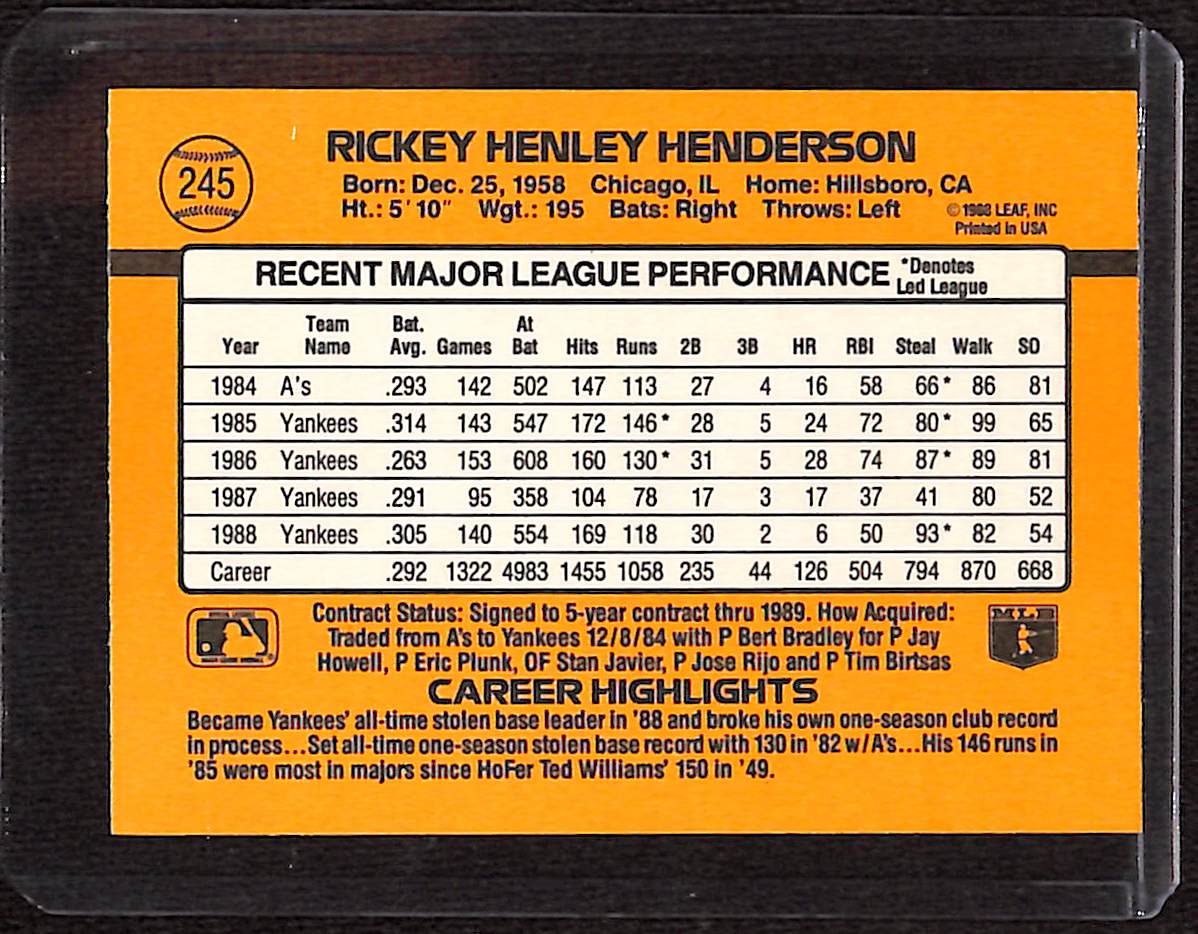 245
RICKEY HENLEY HENDERSON
Born: Dec. 25, 1958 Chicago, IL Home: Hillsboro, CA
Ht.: 5' 10" Wgt.: 195 Bats: Right Throws: Left
© 1988 LEAF, INC
Printed in USA
RECENT MAJOR LEAGUE PERFORMANCE *Denotes Led League
Year Team Name Bat. Avg. Games At Bat Hits Runs 2B 3B HR RBI Steal Walk SO
1984 A's .293 142 502 147 113 27 4 16 58 66* 86 81
1985 Yankees .314 143 547 172 146* 28 5 24 72 80* 99 65
1986 Yankees .263 153 608 160 130* 31 5 28 74 87* 89 81
1987 Yankees .291 95 358 104 78 17 3 17 37 41 80 52
1988 Yankees .305 140 554 169 118 30 2 6 50 93* 82 54
Career .292 1322 4983 1455 1058 235 44 126 504 794 870 668
Contract Status: Signed to 5-year contract thru 1989. How Acquired:
Traded from A's to Yankees 12/8/84 with P Bert Bradley for P Jay
Howell, P Eric Plunk, OF Stan Javier, P Jose Rijo and P Tim Birtsas
MLB
CAREER HIGHLIGHTS
Became Yankees' all-time stolen base leader in '88 and broke his own one-season club record
in process...Set all-time one-season stolen base record with 130 in '82 w/A's...His 146 runs in
'85 were most in majors since HoFer Ted Williams' 150 in '49.